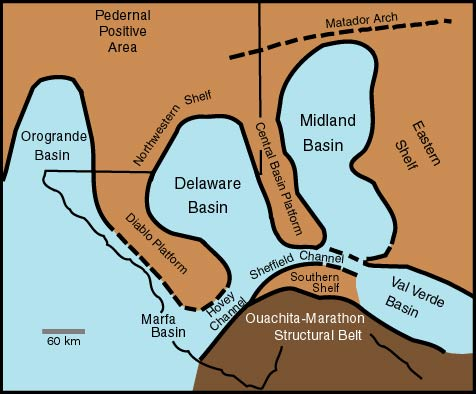 Pedernal
Positive
Area
Matador Arch
Northwestern Shelf
Midland
Basin
Orogrande
Basin
Central Basin Platform
Eastern
Shelf
Delaware
Basin
Diablo Platform
Sheffield Channel
Southern
Shelf
Val Verde
Basin
Hovey
Channel
Marfa
Basin
Ouachita-Marathon
Structural Belt
60 km